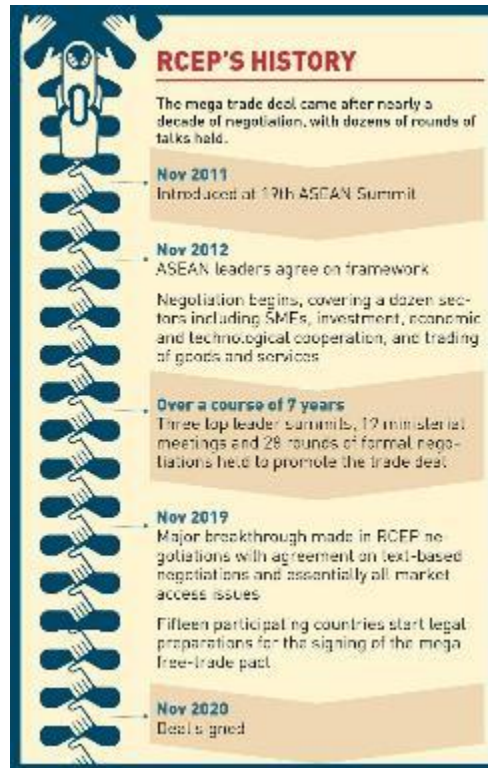 RCEP'S HISTORY
The mega trade deal came after nearly a
decade of negotiation, with dozens of rounds of
talks held.
Nov 2011
Introduced at 19th ASEAN Summit
Nov 2012
ASEAN leaders agree on framework
Negotiation begins, covering a dozen sec-
tors including SMEs, investment, economic
and technological cooperation, and trading
of goods and services
Over a course of 7 years
Three top leader summits, ministerial
meetings and 28 rounds of formal nego-
tiations held to promote the trade deal
Nov 2019
Major breakthrough made in RCEP ne-
gotiations with agreement on text-based
negotiations and essentially all market
access issues
Fifteen participating countries start legal
preparations for the signing of the mega
free-trade pact
Nov 2020
Deal signed